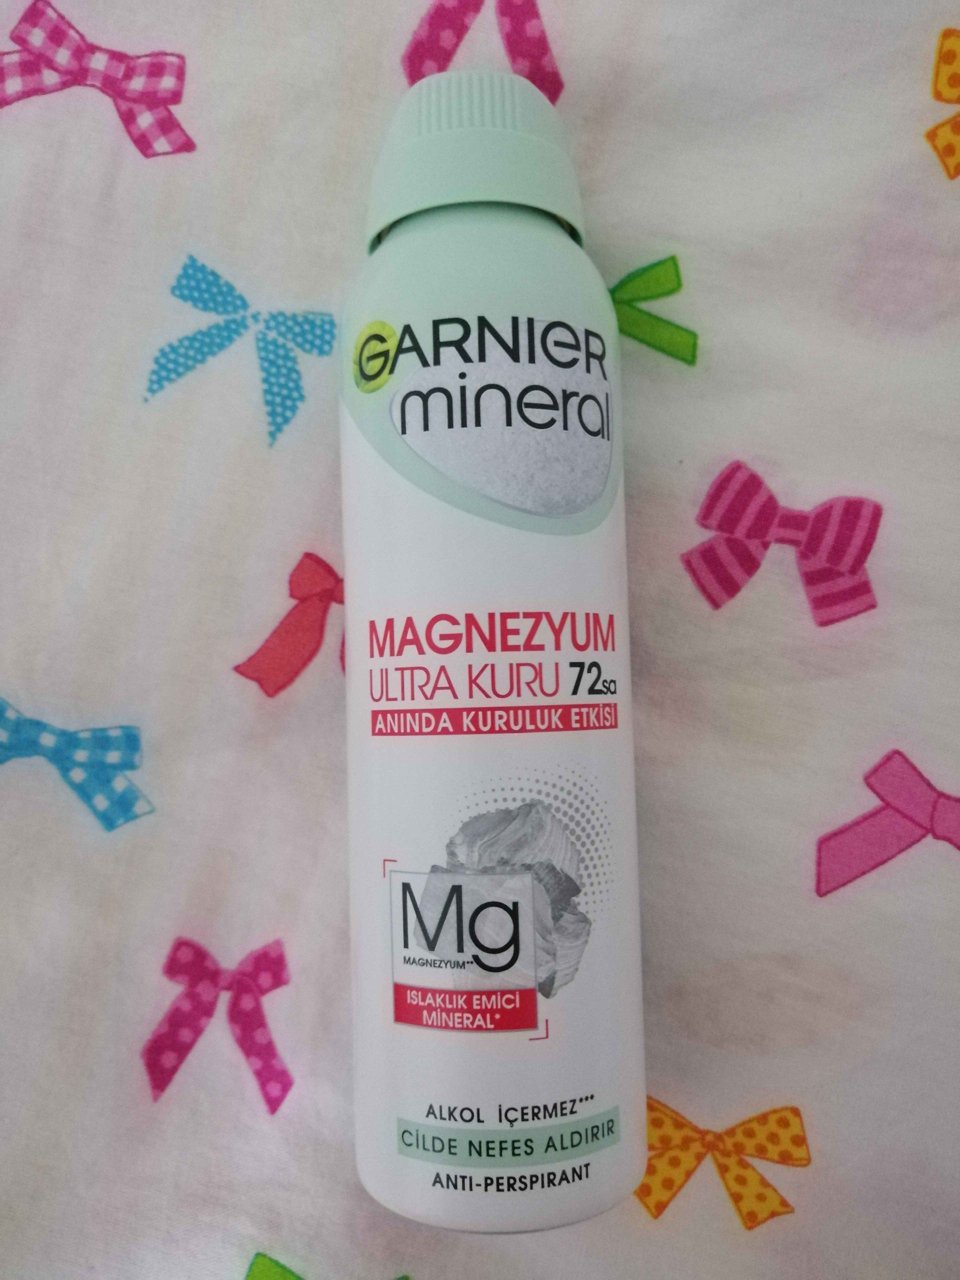 GARNIER
mineral
MAGNEZYUM
ULTRA KURU 72sa
ANINDA KURULUK ETKİSİ
Mg
MAGNEZYUM**
ISLAKLIK EMİCİ
MİNERAL*
ALKOL İÇERMEZ***
CİLDE NEFES ALDIRIR
ANTI-PERSPIRANT